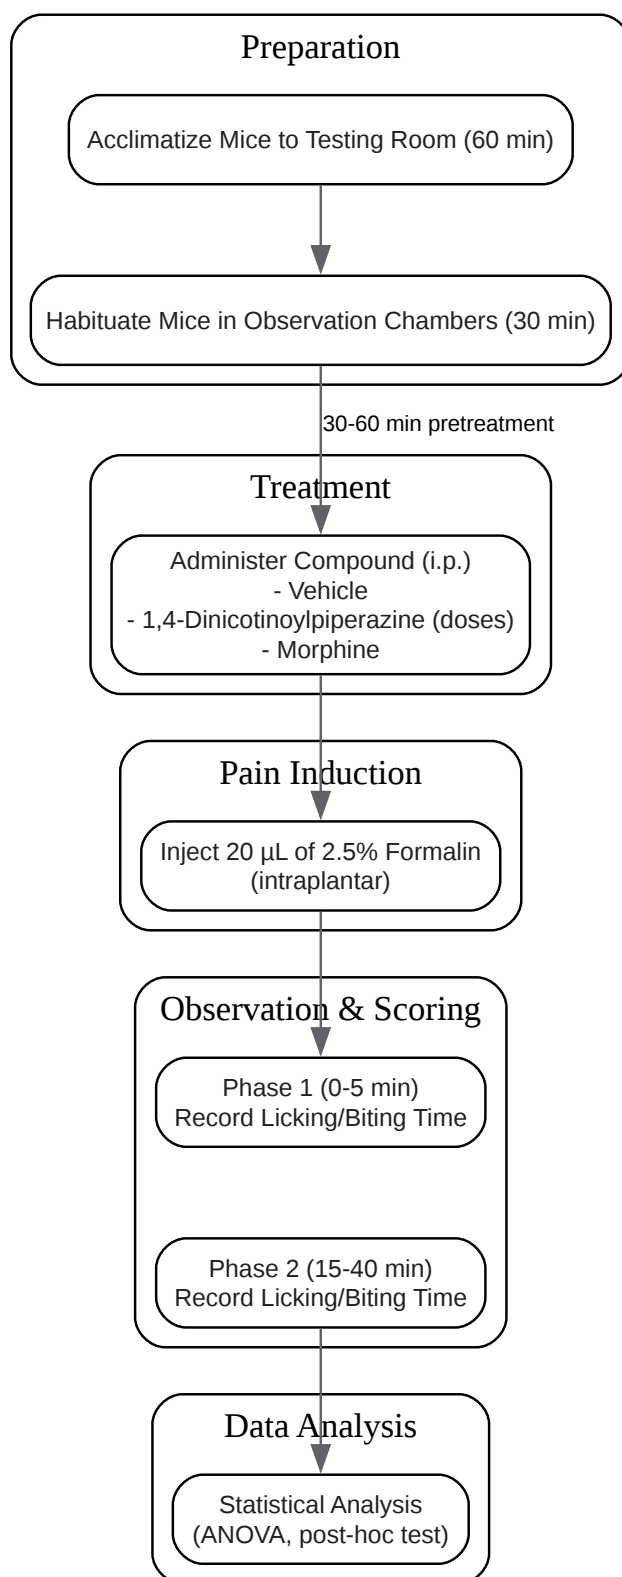 Preparation
Acclimatize Mice to Testing Room (60 min)
Habituate Mice in Observation Chambers (30 min)
30-60 min pretreatment
Treatment
Administer Compound (i.p.)
- Vehicle
- 1,4-Dinicotinoylpiperazine (doses)
- Morphine
Pain Induction
Inject 20 µL of 2.5% Formalin
(intraplantar)
Observation & Scoring
Phase 1 (0-5 min)
Record Licking/Biting Time
Phase 2 (15-40 min)
Record Licking/Biting Time
Data Analysis
Statistical Analysis
(ANOVA, post-hoc test)